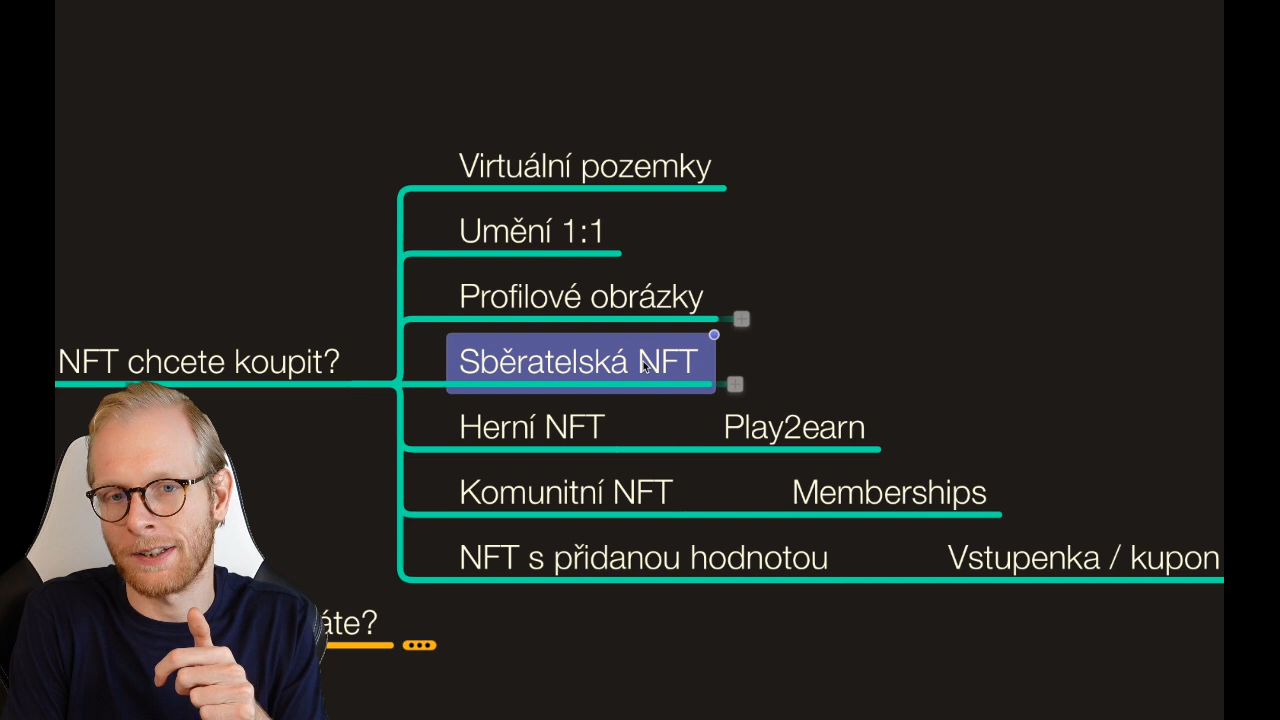 Virtuální pozemky
Umění 1:1
Profilové obrázky
NFT chcete koupit?
Sběratelská NFT
Herní NFT Play2earn
Komunitní NFT Memberships
NFT s přidanou hodnotou Vstupenka / kupon